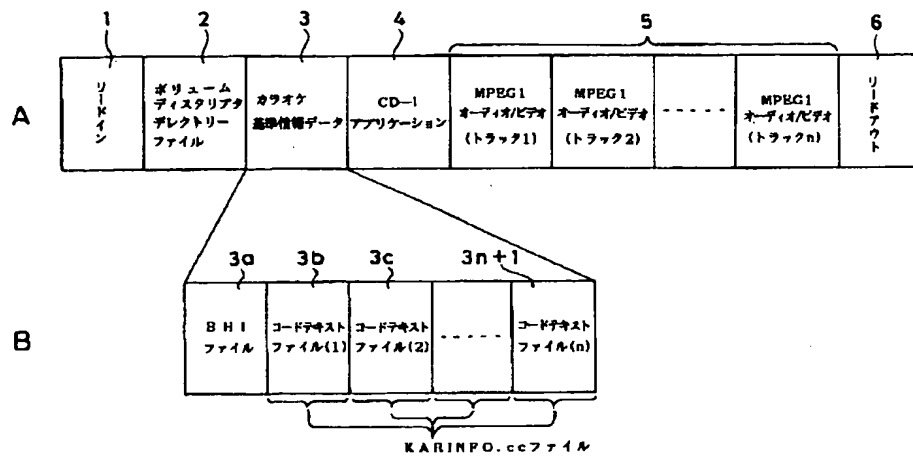 1
2
3
4
5
6
A
リードイン
ボリューム
ディスタリプタ
デレクトリー
ファイル
カラオケ
基準情報データ
CD-I
アプリケーション
MPEG1
オーディオ/ビデオ
(トラック1)
MPEG1
オーディオ/ビデオ
(トラック2)
MPEG1
オーディオ/ビデオ
(トラックn)
リードアウト
3a
3b
3c
3n+1
B
BHI
ファイル
コードテキスト
ファイル(1)
コードテキスト
ファイル(2)
コードテキスト
ファイル(n)
KARINFO.ccファイル